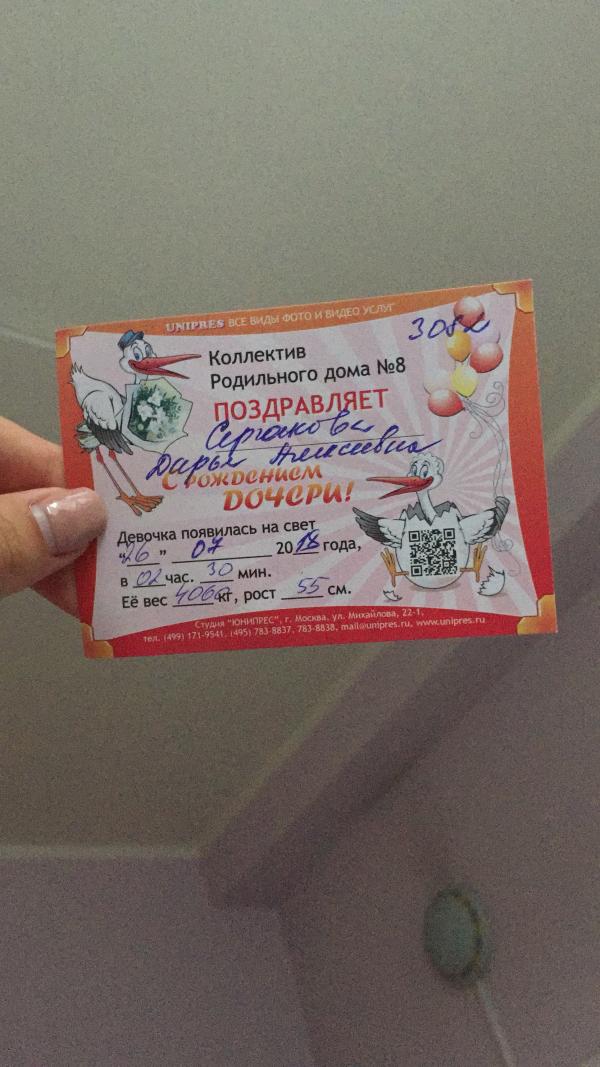 UNIPRES ВСЕ ВИДЫ ФОТО И ВИДЕО УСЛУГ
Коллектив
Родильного дома №8
ПОЗДРАВЛЯЕТ
Дарья
С РОЖДЕНИЕМ
ДОЧЕРИ!
Девочка появилась на свет
"26" 07 2018 года,
в 02 час. 30 мин.
Её вес кг, рост 55 см.
Студия "ЮНИПРЕС", г. Москва, ул. Михайлова, 22-1,
тел. (499) 171-9541, (495) 783-8837, 783-8838, mail@unipres.ru, www.unipres.ru